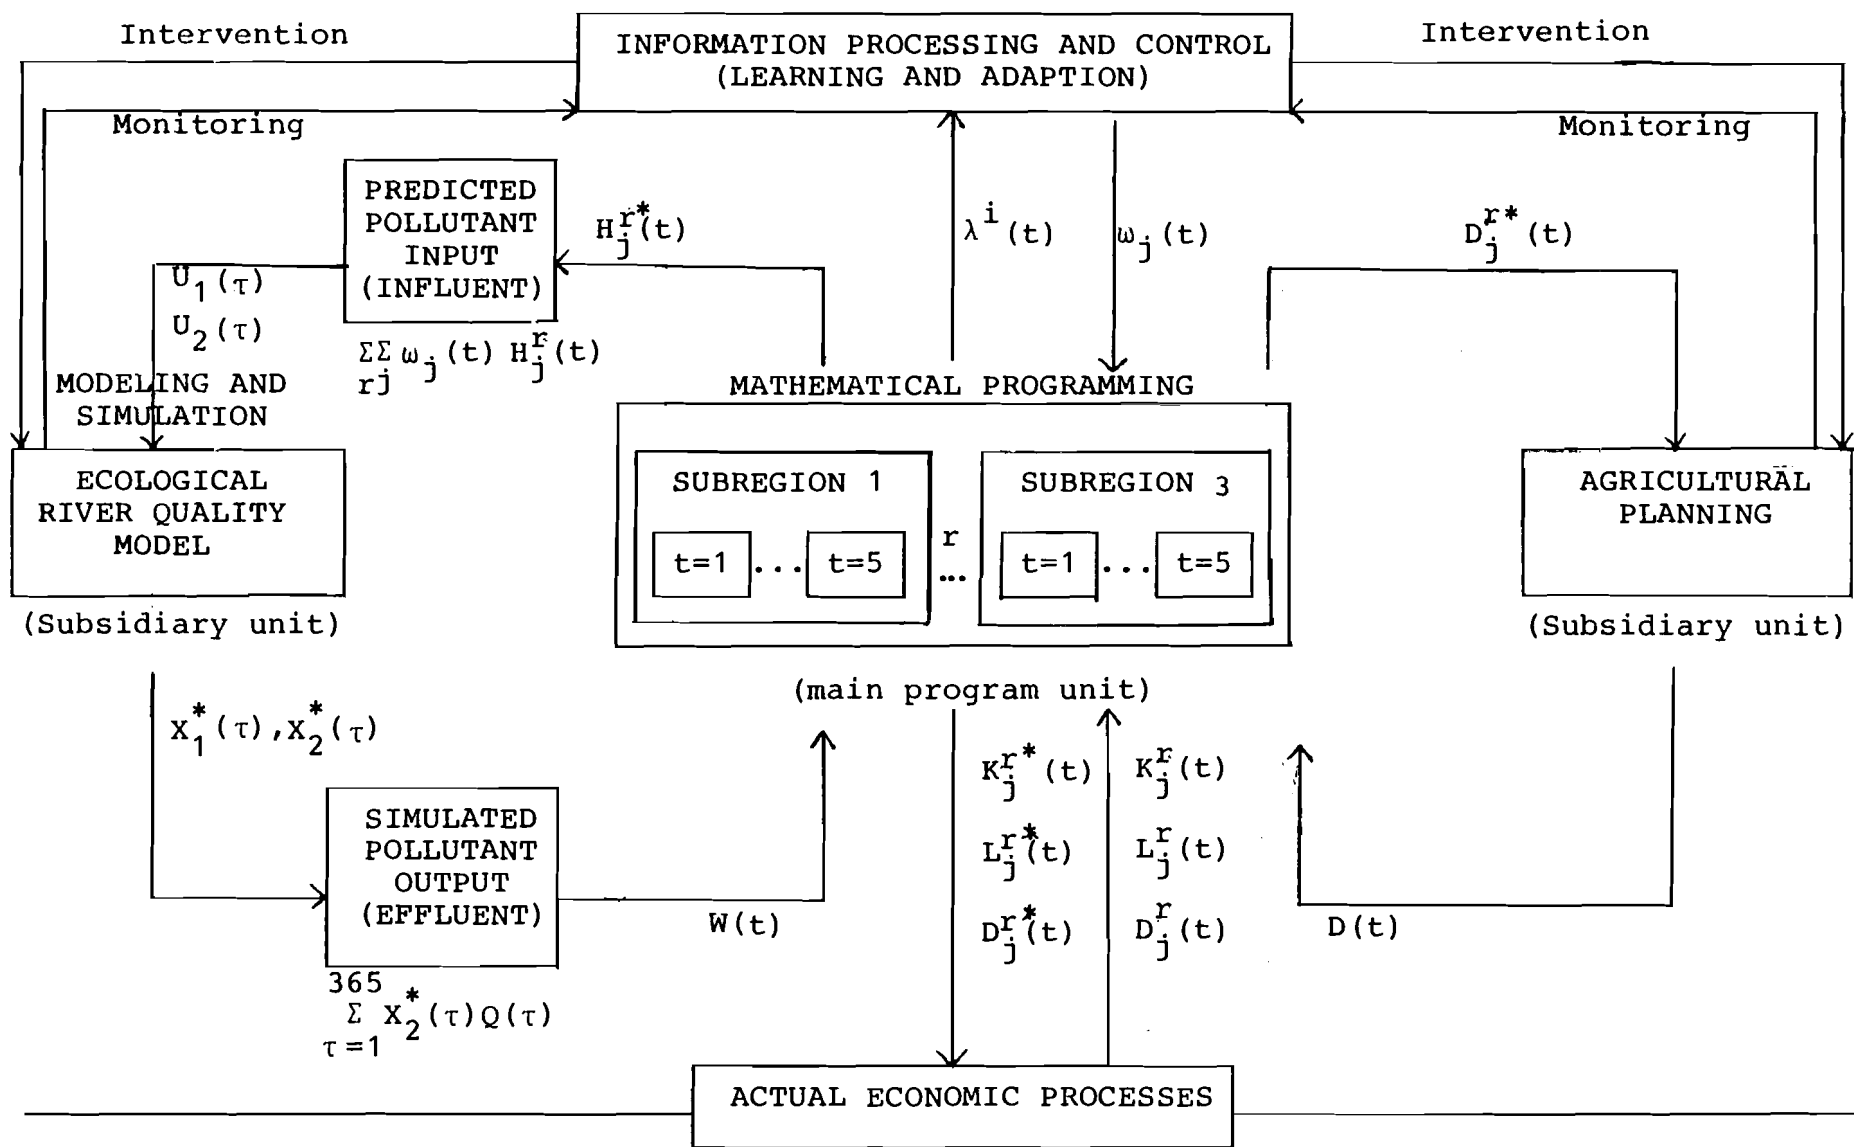 Intervention
INFORMATION PROCESSING AND CONTROL
(LEARNING AND ADAPTION)
Intervention
Monitoring
Monitoring
PREDICTED
POLLUTANT
INPUT
(INFLUENT)
H_j^{r*}(t)
λ^i(t)
ω_j(t)
D_j^{r*}(t)
U_1(τ)
U_2(τ)
ΣΣ ω_j(t) H_j^r(t)
rj
MODELING AND
SIMULATION
MATHEMATICAL PROGRAMMING
ECOLOGICAL
RIVER QUALITY
MODEL
SUBREGION 1
t=1 ... t=5
r
...
SUBREGION 3
t=1 ... t=5
AGRICULTURAL
PLANNING
(Subsidiary unit)
(Subsidiary unit)
(main program unit)
X_1^*(τ), X_2^*(τ)
K_j^{r*}(t)
K_j^r(t)
L_j^{r*}(t)
L_j^r(t)
D_j^{r*}(t)
D_j^r(t)
SIMULATED
POLLUTANT
OUTPUT
(EFFLUENT)
W(t)
D(t)
365
Σ X_2^*(τ)Q(τ)
τ=1
ACTUAL ECONOMIC PROCESSES